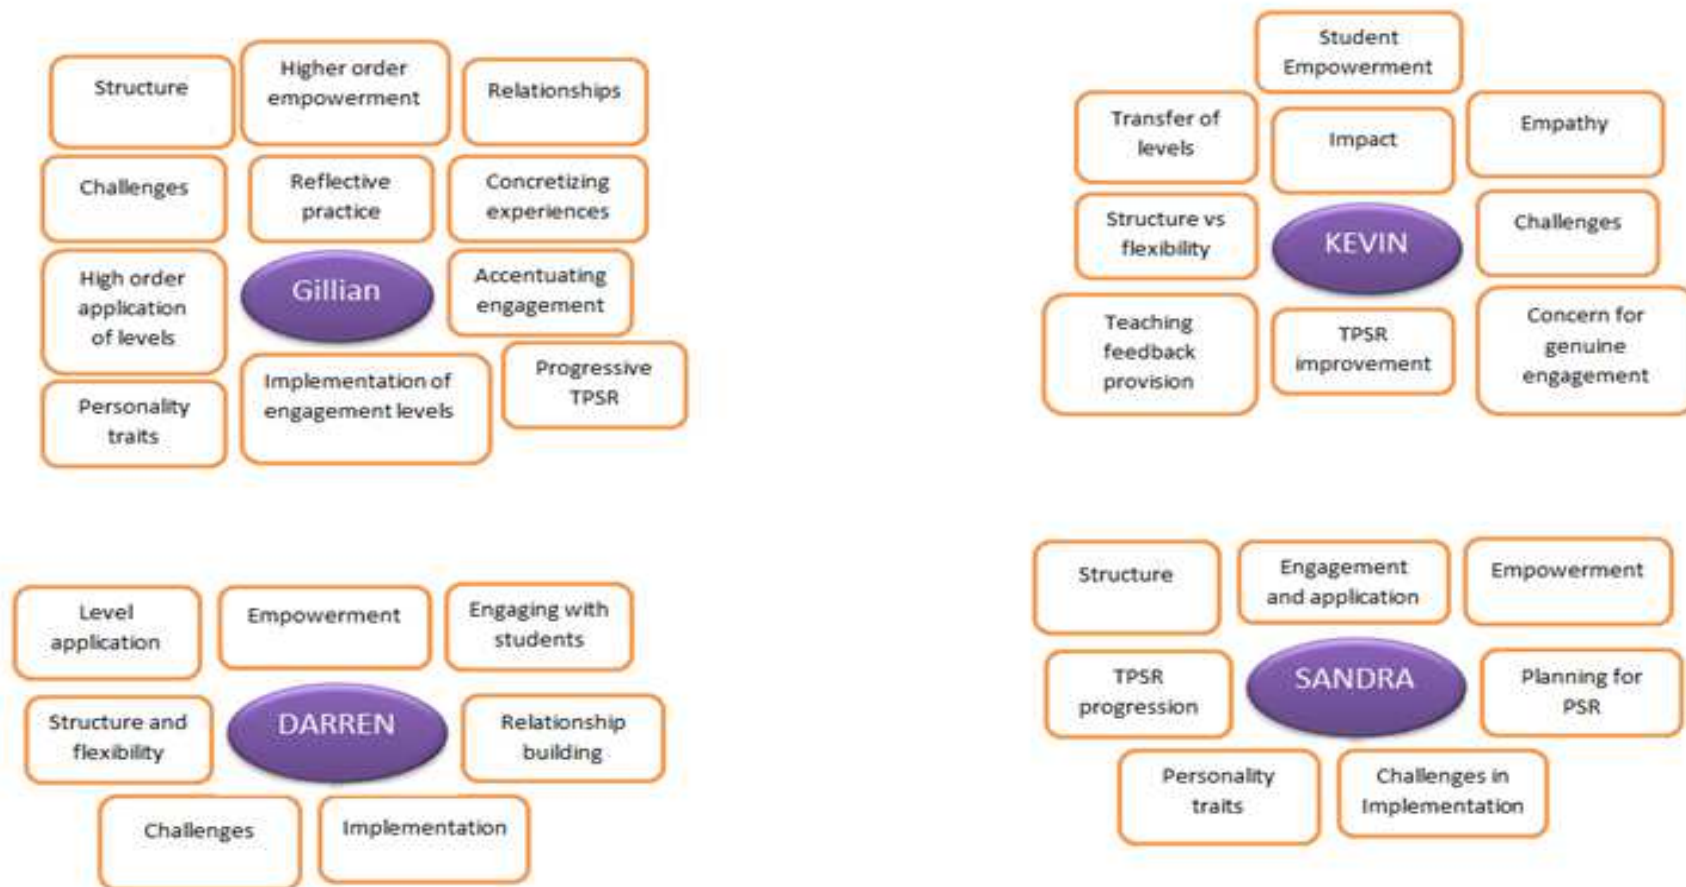 Structure
Higher order
empowerment
Relationships
Challenges
Reflective
practice
Concretizing
experiences
High order
application
of levels
Gillian
Accentuating
engagement
Personality
traits
Implementation of
engagement levels
Progressive
TPSR
Student
Empowerment
Transfer of
levels
Impact
Empathy
Structure vs
flexibility
KEVIN
Challenges
Teaching
feedback
provision
TPSR
improvement
Concern for
genuine
engagement
Level
application
Empowerment
Engaging with
students
Structure and
flexibility
DARREN
Relationship
building
Challenges
Implementation
Structure
Engagement
and application
Empowerment
TPSR
progression
SANDRA
Planning for
PSR
Personality
traits
Challenges in
Implementation